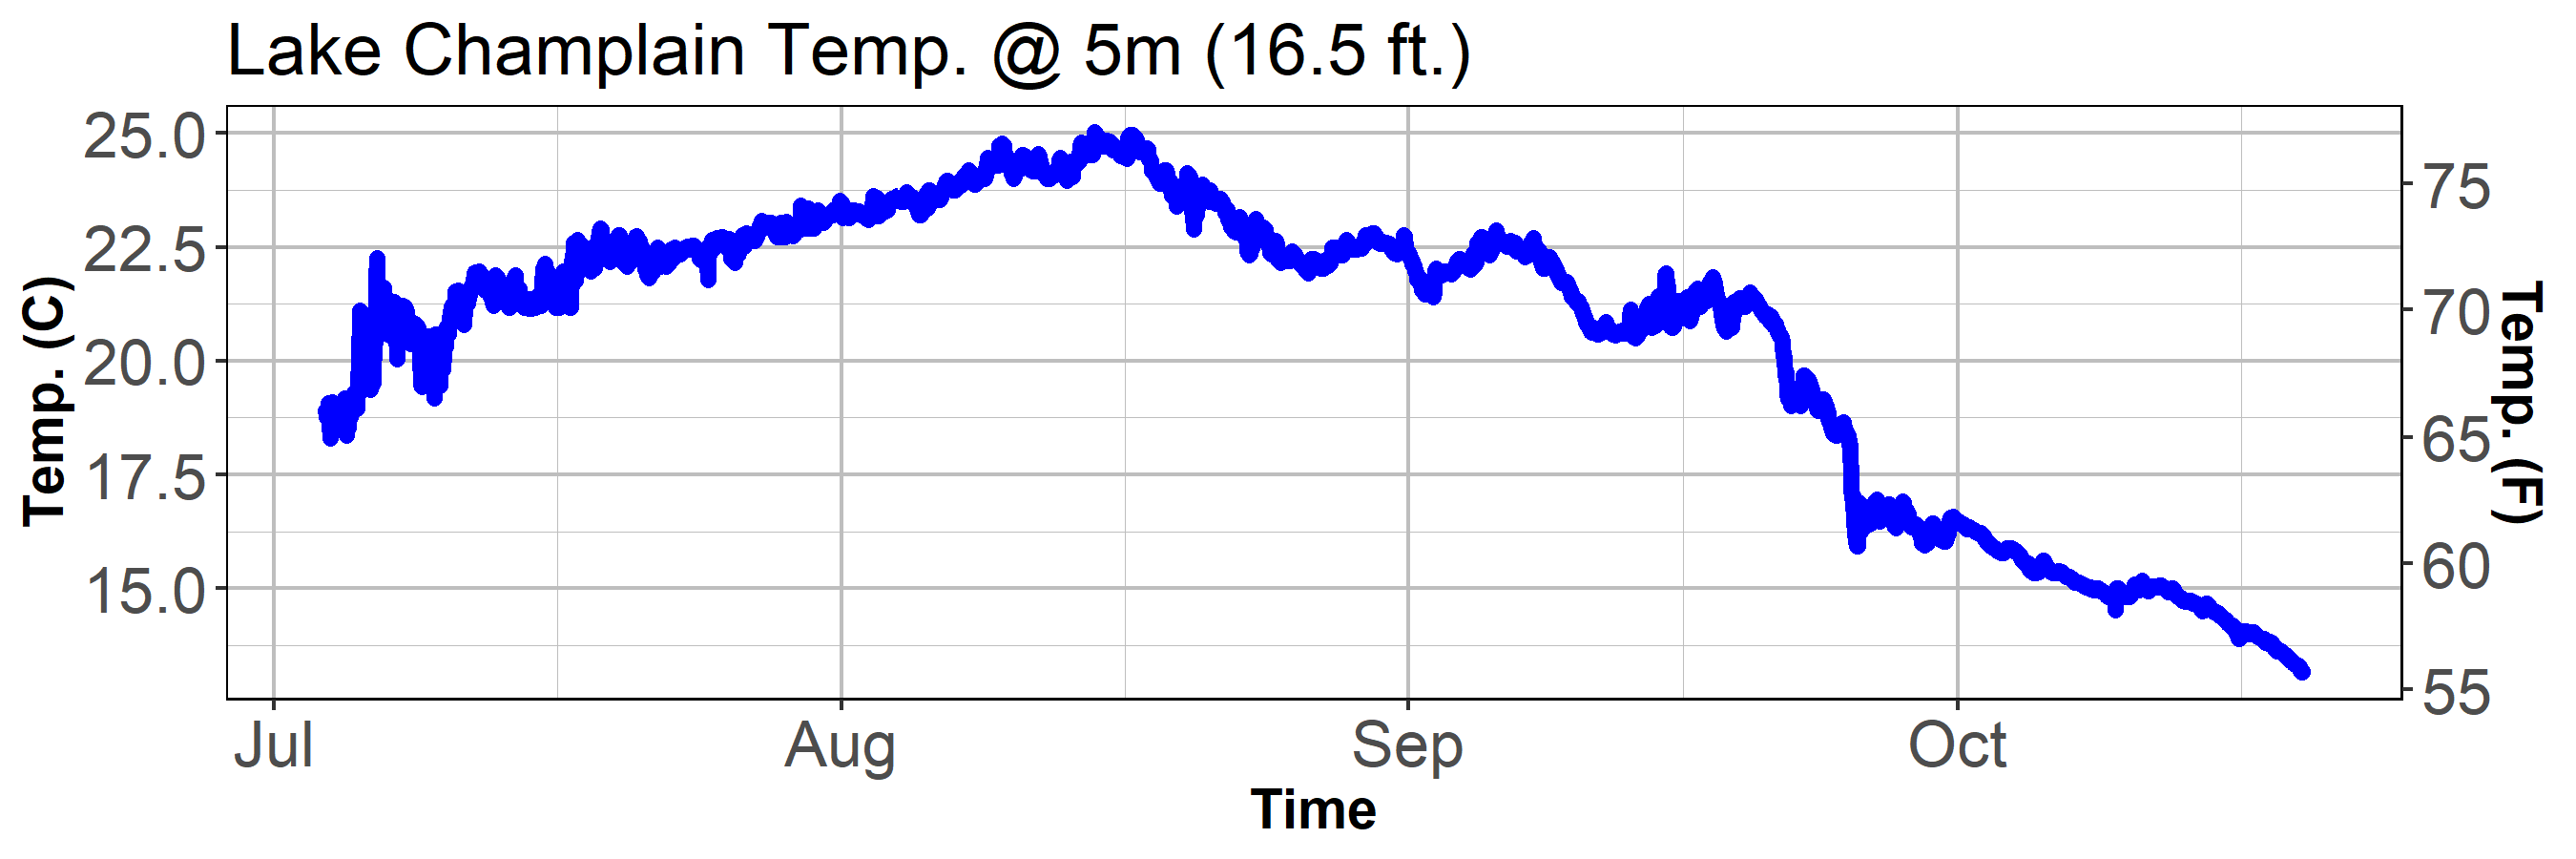 Lake Champlain Temp. @ 5m (16.5 ft.)
Temp. (C)
25.0
22.5
20.0
17.5
15.0
75
70
65
60
55
Temp. (F)
Jul Aug Sep Oct
Time